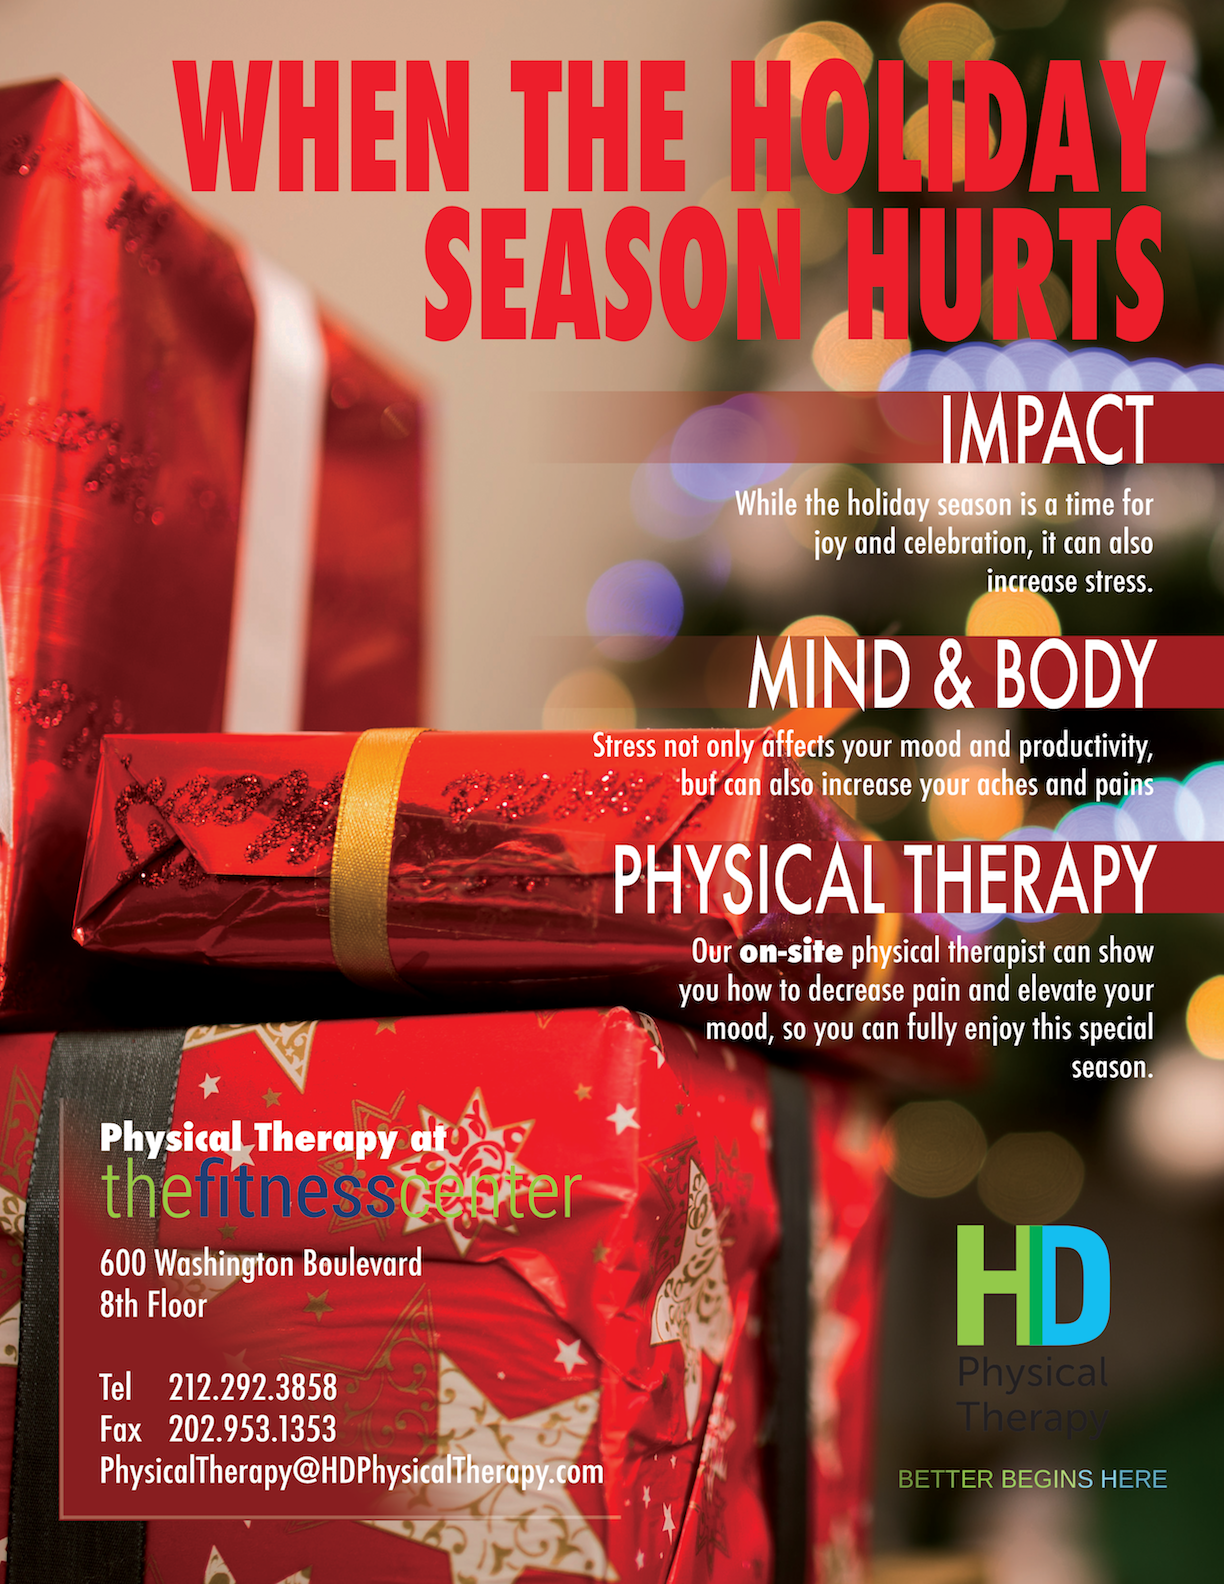 WHEN THE HOLIDAY
SEASON HURTS
IMPACT
While the holiday season is a time for
joy and celebration, it can also
increase stress.
MIND & BODY
Stress not only affects your mood and productivity,
but can also increase your aches and pains
PHYSICAL THERAPY
Our on-site physical therapist can show
you how to decrease pain and elevate your
mood, so you can fully enjoy this special
season.
Physical Therapy at
thefitnesscenter
600 Washington Boulevard
8th Floor
Tel 212.292.3858
Fax 202.953.1353
PhysicalTherapy@HDPhysicalTherapy.com
HD
Physical
Therapy
BETTER BEGINS HERE